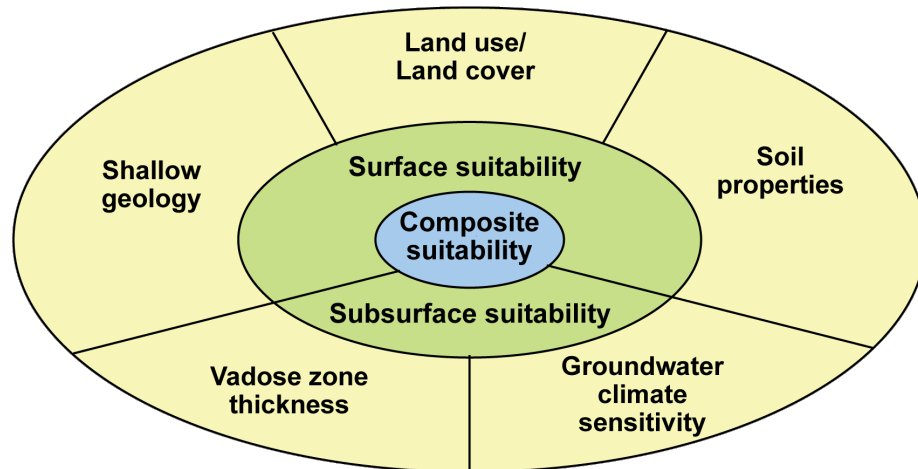 Land use/
Land cover
Shallow
geology
Soil
properties
Surface suitability
Composite
suitability
Subsurface suitability
Vadose zone
thickness
Groundwater
climate
sensitivity